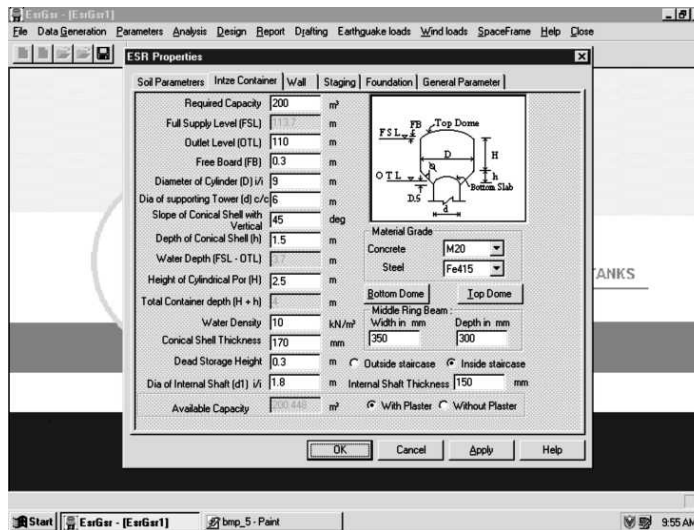 EsrGsr - [EsrGsr1]
File Data Generation Parameters Analysis Design Report Drafting Earthquake loads Wind loads SpaceFrame Help Close
ESR Properties
Soil Parametrers Intze Container Wall Staging Foundation General Parameter
Required Capacity 200 m³
Full Supply Level (FSL) 113.7 m
Outlet Level (OTL) 110 m
Free Board (FB) 0.3 m
Diameter of Cylinder (D) i/i 9 m
Dia of supporting Tower (d) c/c 6 m
Slope of Conical Shell with
Vertical 45 deg
Depth of Conical Shell (h) 1.5 m
Water Depth (FSL - OTL) 3.7 m
Height of Cylindrical Por (H) 2.5 m
Total Container depth (H + h) 4 m
Water Density 10 kN/m³
Conical Shell Thickness 170 mm
Dead Storage Height 0.3 m
Dia of Internal Shaft (d1) i/i 1.8 m
Available Capacity 200.448 m³
FB Top Dome
FSL
D H
OTL h
Bottom Slab
D.S
d
Material Grade
Concrete M20
Steel Fe415
Bottom Dome Top Dome
Middle Ring Beam :
Width in mm Depth in mm
350 300
Outside staircase Inside staircase
Internal Shaft Thickness 150 mm
With Plaster Without Plaster
OK Cancel Apply Help
TANKS
Start EsrGsr - [EsrGsr1] bmp_5 - Paint 9:55 AM